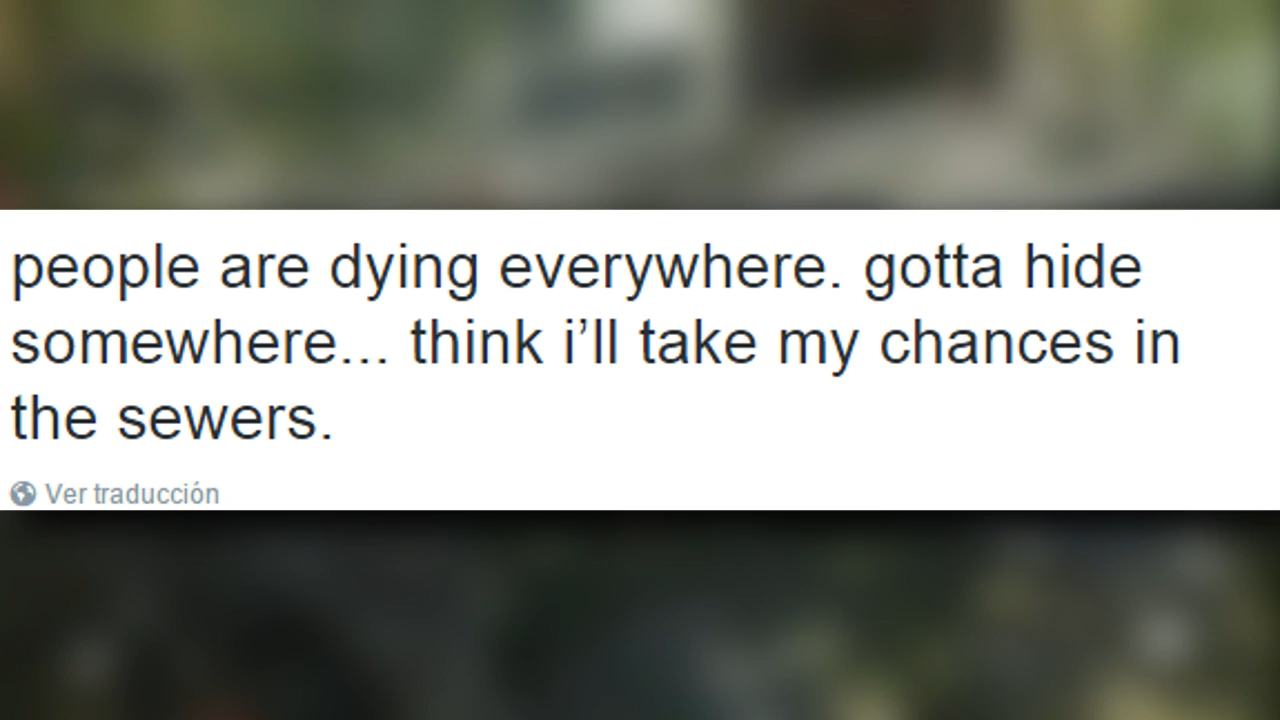 people are dying everywhere. gotta hide
somewhere... think i’ll take my chances in
the sewers.
Ver traducción